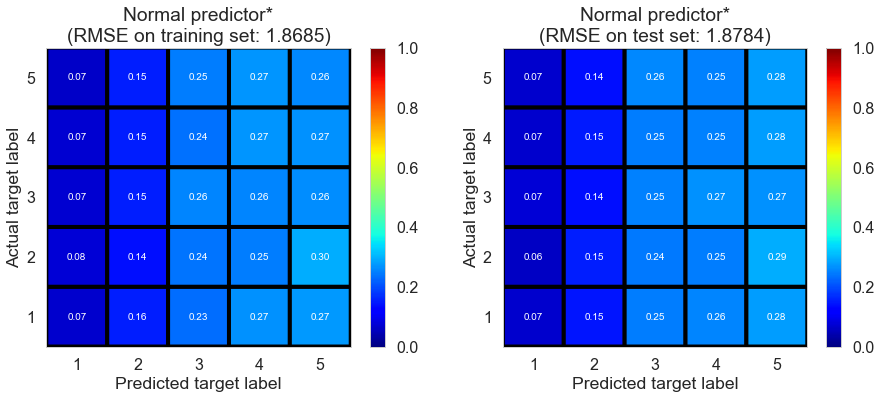 Normal predictor*
(RMSE on training set: 1.8685)
Actual target label
5
0.07 0.15 0.25 0.27 0.26
4
0.07 0.15 0.24 0.27 0.27
3
0.07 0.15 0.26 0.26 0.26
2
0.08 0.14 0.24 0.25 0.30
1
0.07 0.16 0.23 0.27 0.27
1 2 3 4 5
Predicted target label
1.0
0.8
0.6
0.4
0.2
0.0
Normal predictor*
(RMSE on test set: 1.8784)
Actual target label
5
0.07 0.14 0.26 0.25 0.28
4
0.07 0.15 0.25 0.25 0.28
3
0.07 0.14 0.25 0.27 0.27
2
0.06 0.15 0.24 0.25 0.29
1
0.07 0.15 0.25 0.26 0.28
1 2 3 4 5
Predicted target label
1.0
0.8
0.6
0.4
0.2
0.0